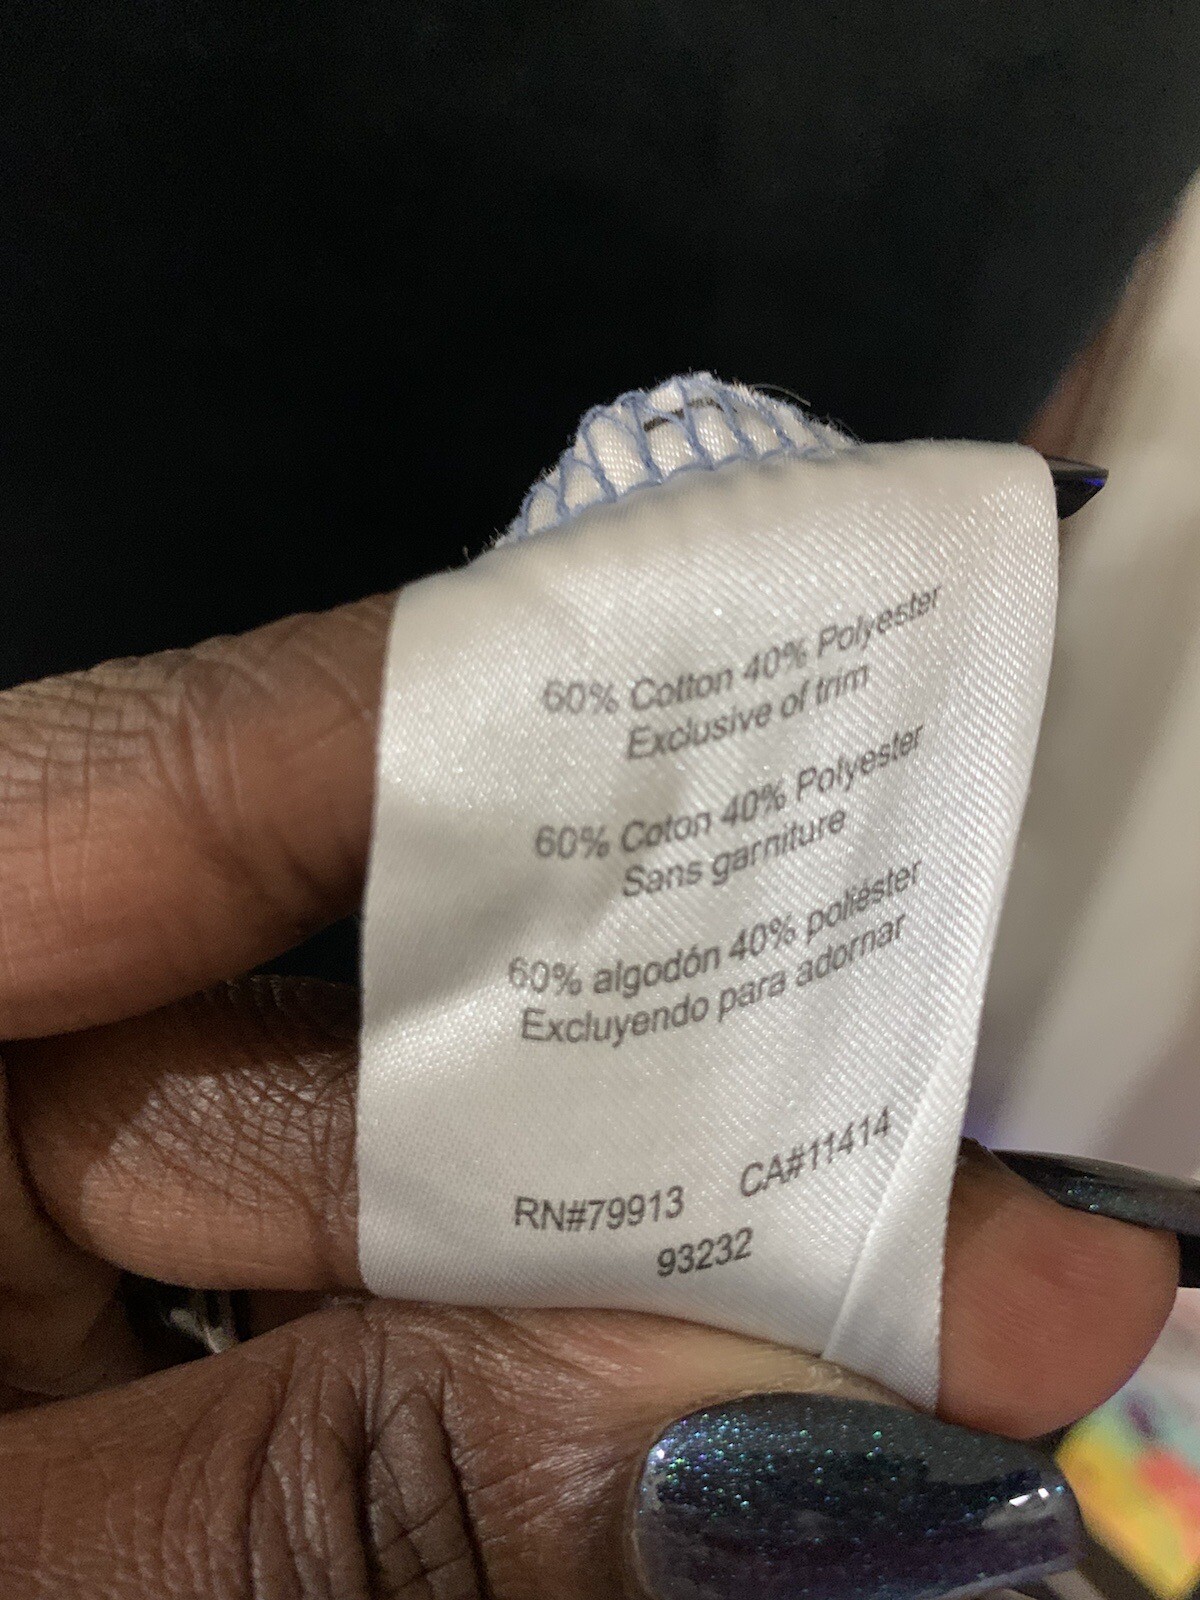 60% Cotton 40% Polyester
Exclusive of trim
60% Coton 40% Polyester
Sans garniture
60% algodón 40% poliéster
Excluyendo para adornar
RN#79913 CA#11414
93232